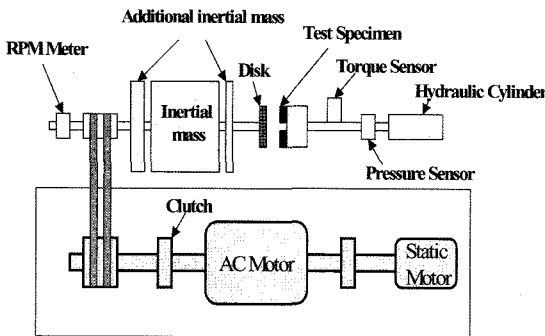 Additional inertial mass
Test Specimen
RPM Meter
Torque Sensor
Disk
Hydraulic Cylinder
Inertial
mass
Pressure Sensor
Clutch
AC Motor
Static
Motor